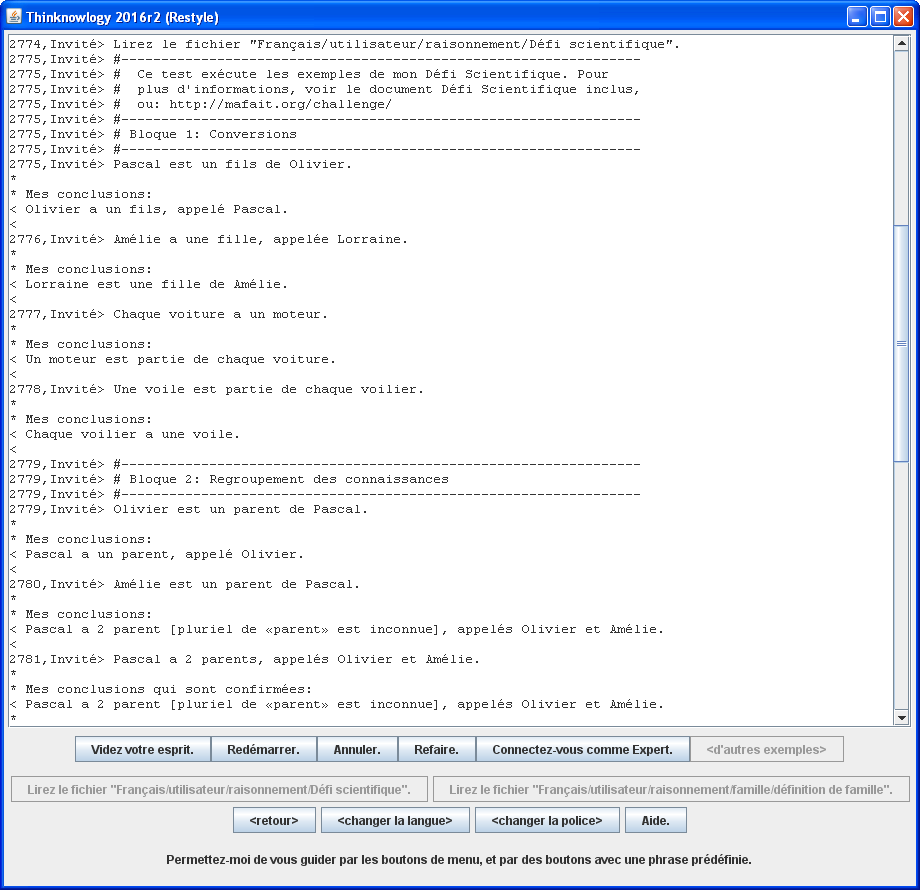 Thinknowlogy 2016r2 (Restyle)
2774,Invité> Lirez le fichier "Français/utilisateur/raisonnement/Défi scientifique".
2775,Invité> #-----------------------------------------------------------------
2775,Invité> #  Ce test exécute les exemples de mon Défi Scientifique. Pour
2775,Invité> #  plus d'informations, voir le document Défi Scientifique inclus,
2775,Invité> #  ou: http://mafait.org/challenge/
2775,Invité> #-----------------------------------------------------------------
2775,Invité> # Bloque 1: Conversions
2775,Invité> #-----------------------------------------------------------------
2775,Invité> Pascal est un fils de Olivier.
*
* Mes conclusions:
< Olivier a un fils, appelé Pascal.
<
2776,Invité> Amélie a une fille, appelée Lorraine.
*
* Mes conclusions:
< Lorraine est une fille de Amélie.
<
2777,Invité> Chaque voiture a un moteur.
*
* Mes conclusions:
< Un moteur est partie de chaque voiture.
<
2778,Invité> Une voile est partie de chaque voilier.
*
* Mes conclusions:
< Chaque voilier a une voile.
<
2779,Invité> #-----------------------------------------------------------------
2779,Invité> # Bloque 2: Regroupement des connaissances
2779,Invité> #-----------------------------------------------------------------
2779,Invité> Olivier est un parent de Pascal.
*
* Mes conclusions:
< Pascal a un parent, appelé Olivier.
<
2780,Invité> Amélie est un parent de Pascal.
*
* Mes conclusions:
< Pascal a 2 parent [pluriel de «parent» est inconnue], appelés Olivier et Amélie.
<
2781,Invité> Pascal a 2 parents, appelés Olivier et Amélie.
*
* Mes conclusions qui sont confirmées:
< Pascal a 2 parent [pluriel de «parent» est inconnue], appelés Olivier et Amélie.
*
Videz votre esprit. Redémarrer. Annuler. Refaire. Connectez-vous comme Expert. <d'autres exemples>
Lirez le fichier "Français/utilisateur/raisonnement/Défi scientifique". Lirez le fichier "Français/utilisateur/raisonnement/famille/définition de famille".
<retour> <changer la langue> <changer la police> Aide.
Permettez-moi de vous guider par les boutons de menu, et par des boutons avec une phrase prédéfinie.